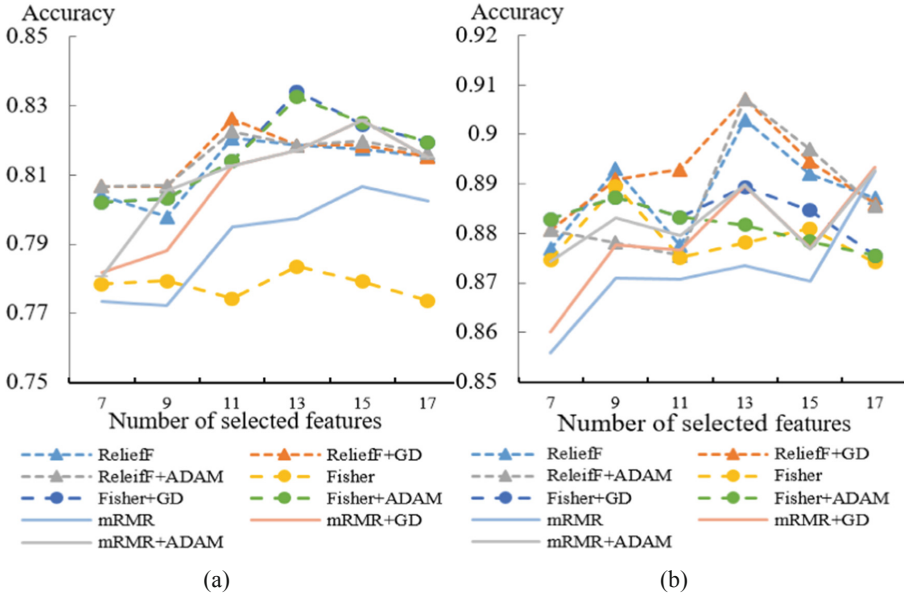 Accuracy
0.85
0.83
0.81
0.79
0.77
0.75
7 9 11 13 15 17
Number of selected features
ReliefF ReliefF+GD
ReleifF+ADAM Fisher
Fisher+GD Fisher+ADAM
mRMR mRMR+GD
mRMR+ADAM
(a)
Accuracy
0.92
0.91
0.9
0.89
0.88
0.87
0.86
0.85
7 9 11 13 15 17
Number of selected features
ReliefF ReliefF+GD
ReleifF+ADAM Fisher
Fisher+GD Fisher+ADAM
mRMR mRMR+GD
mRMR+ADAM
(b)